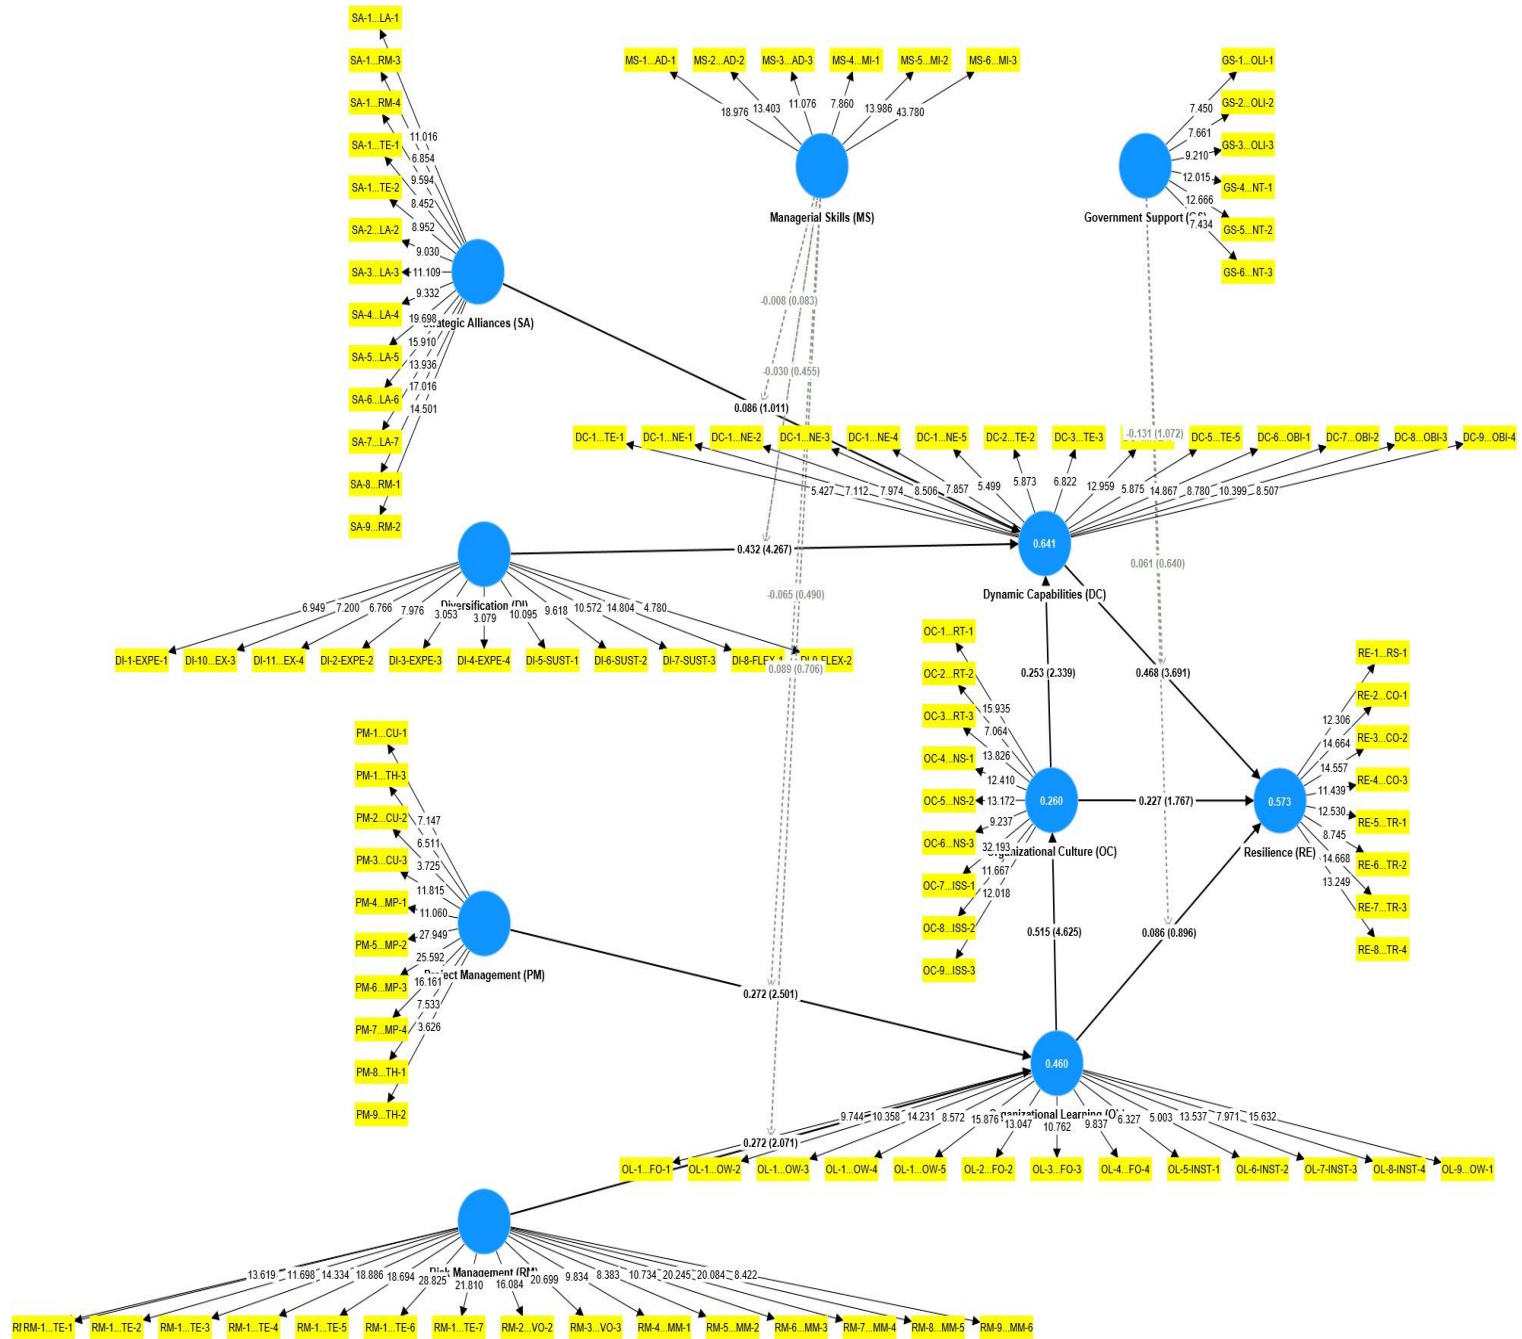 SA-1...LA-1
SA-1...RM-3
SA-1...RM-4
SA-1...TE-1
SA-1...TE-2
SA-2...LA-2
SA-3...LA-3
SA-4...LA-4
SA-5...LA-5
SA-6...LA-6
SA-7...LA-7
SA-8...RM-1
SA-9...RM-2
11.016
6.854
9.594
8.452
8.952
9.030
11.109
9.332
19.698
15.910
13.936
17.016
14.501
Alliances (SA)
MS-1...AD-1 MS-2...AD-2 MS-3...AD-3 MS-4...MI-1 MS-5...MI-2 MS-6...MI-3
18.976 13.403 11.076 7.860 13.986 43.780
Managerial Skills (MS)
GS-1...OLI-1
GS-2...OLI-2
GS-3...OLI-3
GS-4...NT-1
GS-5...NT-2
GS-6...NT-3
7.450
7.661
9.210
12.015
12.666
7.434
Government Support
-0.008 (0.083)
-0.030 (0.455)
0.086 (1.011)
DC-1...TE-1 DC-1...NE-1 DC-1...NE-2 DC-1...NE-3 DC-1...NE-4 DC-1...NE-5 DC-2...TE-2 DC-3...TE-3 -0.131 (1.072) DC-5...TE-5 DC-6...OBI-1 DC-7...OBI-2 DC-8...OBI-3 DC-9...OBI-4
5.427 7.112 7.974 8.506 7.857 5.499 5.873 6.822 12.959 5.875 14.867 8.780 10.399 8.507
0.641
Dynamic Capabilities (DC)
0.432 (4.267)
0.061 (0.640)
-0.065 (0.490)
Diversification (DI)
6.949 7.200 6.766 7.976 3.053 3.079 10.095 9.618 10.572 14.804 4.780
DI-1-EXPE-1 DI-10...EX-3 DI-11...EX-4 DI-2-EXPE-2 DI-3-EXPE-3 DI-4-EXPE-4 DI-5-SUST-1 DI-6-SUST-2 DI-7-SUST-3 DI-8-FLEX-1 DI-9-FLEX-2
0.089 (0.706)
0.253 (2.339)
0.468 (3.691)
OC-1...RT-1
OC-2...RT-2
OC-3...RT-3
OC-4...NS-1
OC-5...NS-2
OC-6...NS-3
OC-7...ISS-1
OC-8...ISS-2
OC-9...ISS-3
15.935
7.064
13.826
12.410
13.172
9.237
32.193
11.667
12.018
0.260
Organizational Culture (OC)
0.227 (1.767)
0.573
Resilience (RE)
RE-1...RS-1
RE-2...CO-1
RE-3...CO-2
RE-4...CO-3
RE-5...TR-1
RE-6...TR-2
RE-7...TR-3
RE-8...TR-4
12.306
14.664
14.557
11.439
12.530
8.745
14.668
13.249
PM-1...CU-1
PM-1...TH-3
PM-2...CU-2
PM-3...CU-3
PM-4...MP-1
PM-5...MP-2
PM-6...MP-3
PM-7...MP-4
PM-8...TH-1
PM-9...TH-2
7.147
6.511
3.725
11.815
11.060
27.949
25.592
16.161
7.533
3.626
Project Management (PM)
0.515 (4.625)
0.086 (0.896)
0.272 (2.501)
0.460
Organizational Learning
9.744 10.358 14.231 8.572 15.876 13.047 10.762 9.837 6.327 5.003 13.537 7.971 15.632
0.272 (2.071)
OL-1...FO-1 OL-1...OW-2 OL-1...OW-3 OL-1...OW-4 OL-1...OW-5 OL-2...FO-2 OL-3...FO-3 OL-4...FO-4 OL-5-INST-1 OL-6-INST-2 OL-7-INST-3 OL-8-INST-4 OL-9...OW-1
Risk Management (RM)
13.619 11.698 14.334 18.886 18.694 28.825 21.810 16.084 20.699 9.834 8.383 10.734 20.245 20.084 8.422
RM-1...TE-1 RM-1...TE-2 RM-1...TE-3 RM-1...TE-4 RM-1...TE-5 RM-1...TE-6 RM-1...TE-7 RM-2...VO-2 RM-3...VO-3 RM-4...MM-1 RM-5...MM-2 RM-6...MM-3 RM-7...MM-4 RM-8...MM-5 RM-9...MM-6